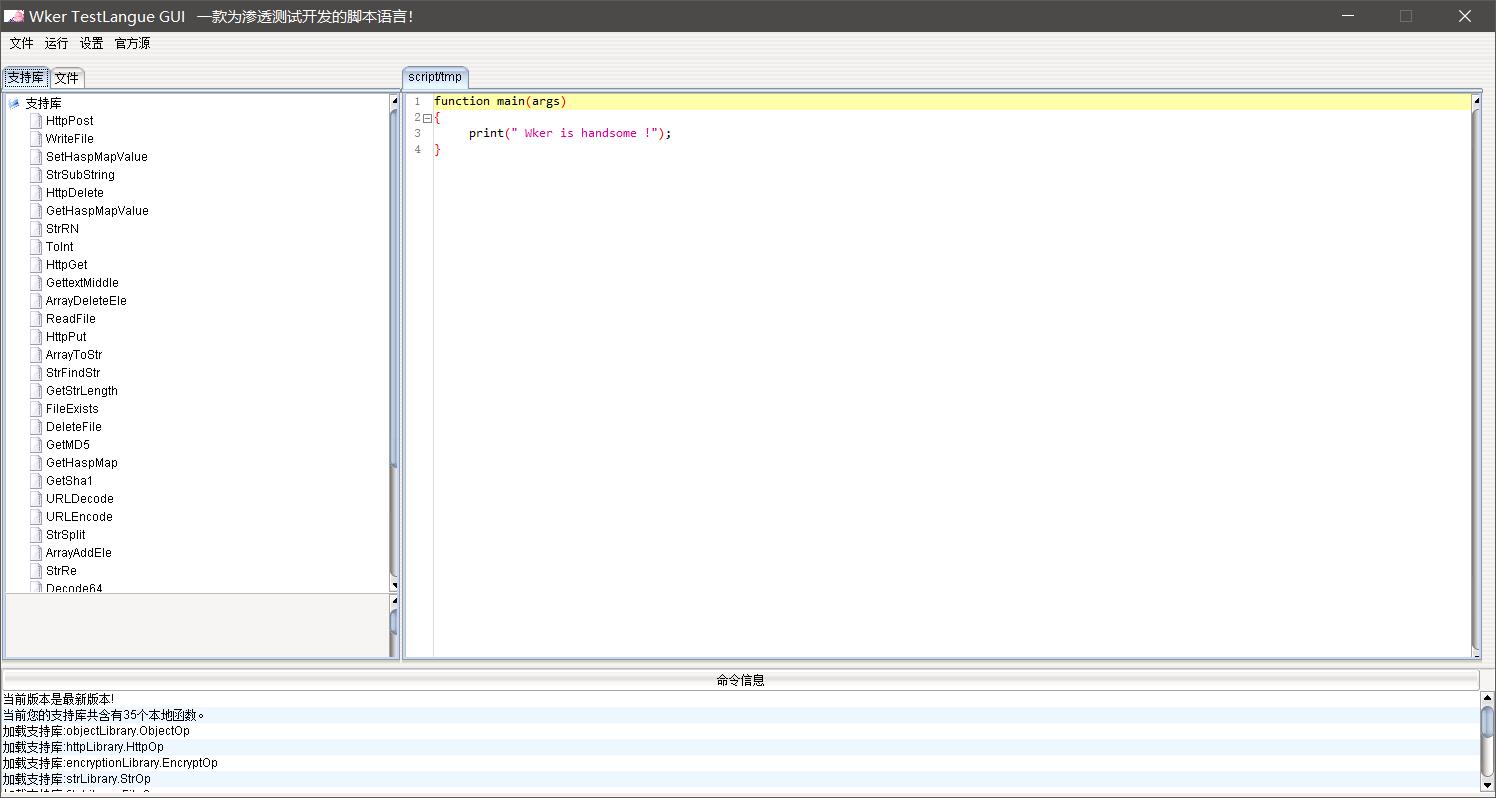 Wker TestLangue GUI 一款为渗透测试开发的脚本语言!
文件 运行 设置 官方源
支持库 文件
script/tmp
支持库
HttpPost
WriteFile
SetHaspMapValue
StrSubString
HttpDelete
GetHaspMapValue
StrRN
ToInt
HttpGet
GettextMiddle
ArrayDeleteEle
ReadFile
HttpPut
ArrayToStr
StrFindStr
GetStrLength
FileExists
DeleteFile
GetMD5
GetHaspMap
GetSha1
URLDecode
URLEncode
StrSplit
ArrayAddEle
StrRe
Decode64
1 function main(args)
2 {
3 print(" Wker is handsome !");
4 }
命令信息
当前版本是最新版本!
当前您的支持库共含有35个本地函数。
加载支持库:objectLibrary.ObjectOp
加载支持库:httpLibrary.HttpOp
加载支持库:encryptionLibrary.EncryptOp
加载支持库:strLibrary.StrOp